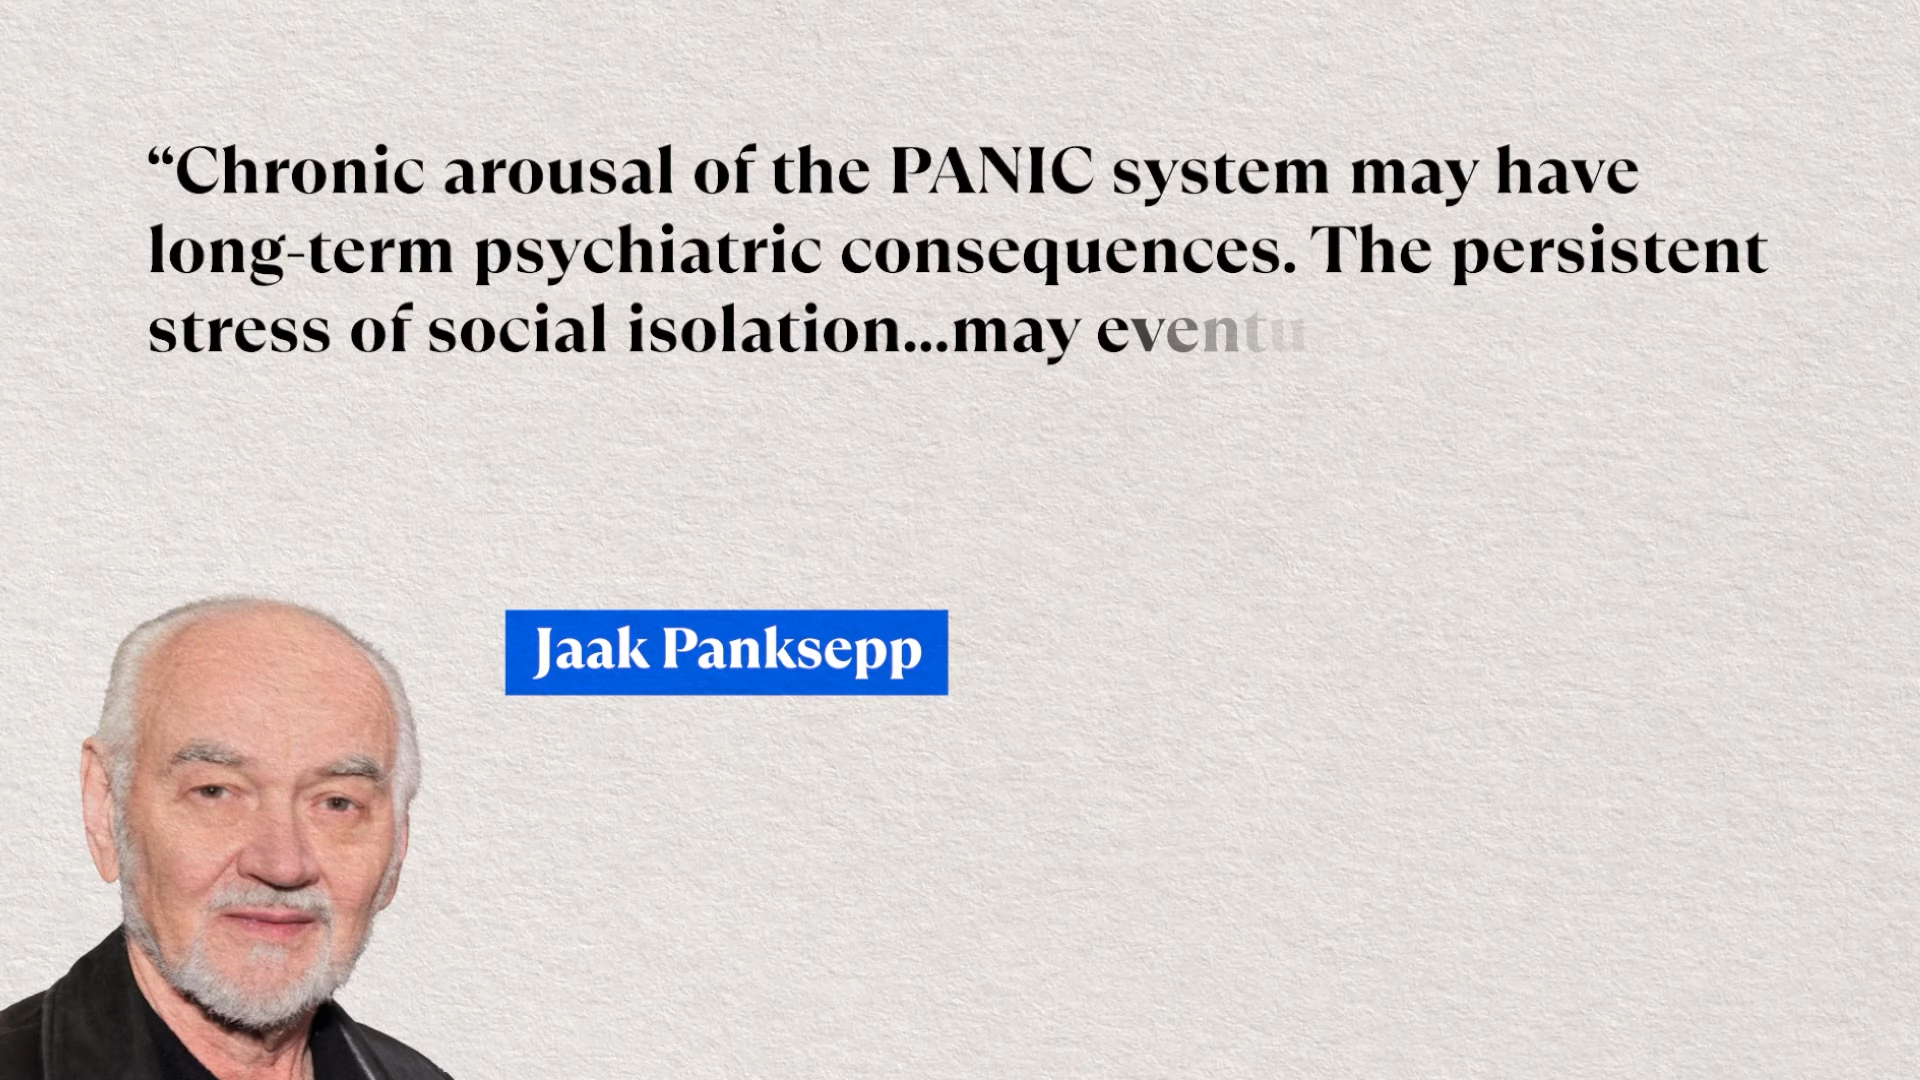 “Chronic arousal of the PANIC system may have
long-term psychiatric consequences. The persistent
stress of social isolation...may eventu
Jaak Panksepp